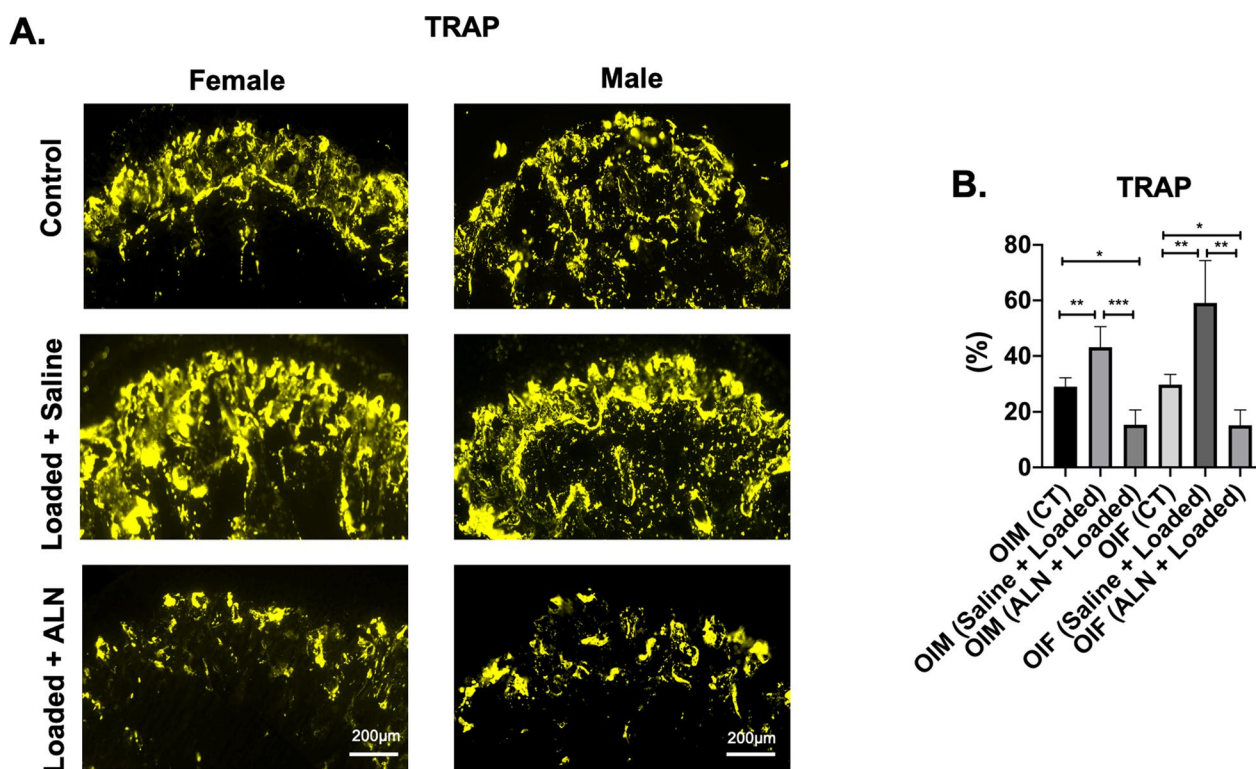 A.
TRAP
Female
Male
Control
Loaded + Saline
Loaded + ALN
200µm
200µm
B.
TRAP
(%)
80
60
40
20
0
*
**
***
*
**
**
OIM (CT)
OIM (Saline + Loaded)
OIM (ALN + Loaded)
OIF (CT)
OIF (Saline + Loaded)
OIF (ALN + Loaded)